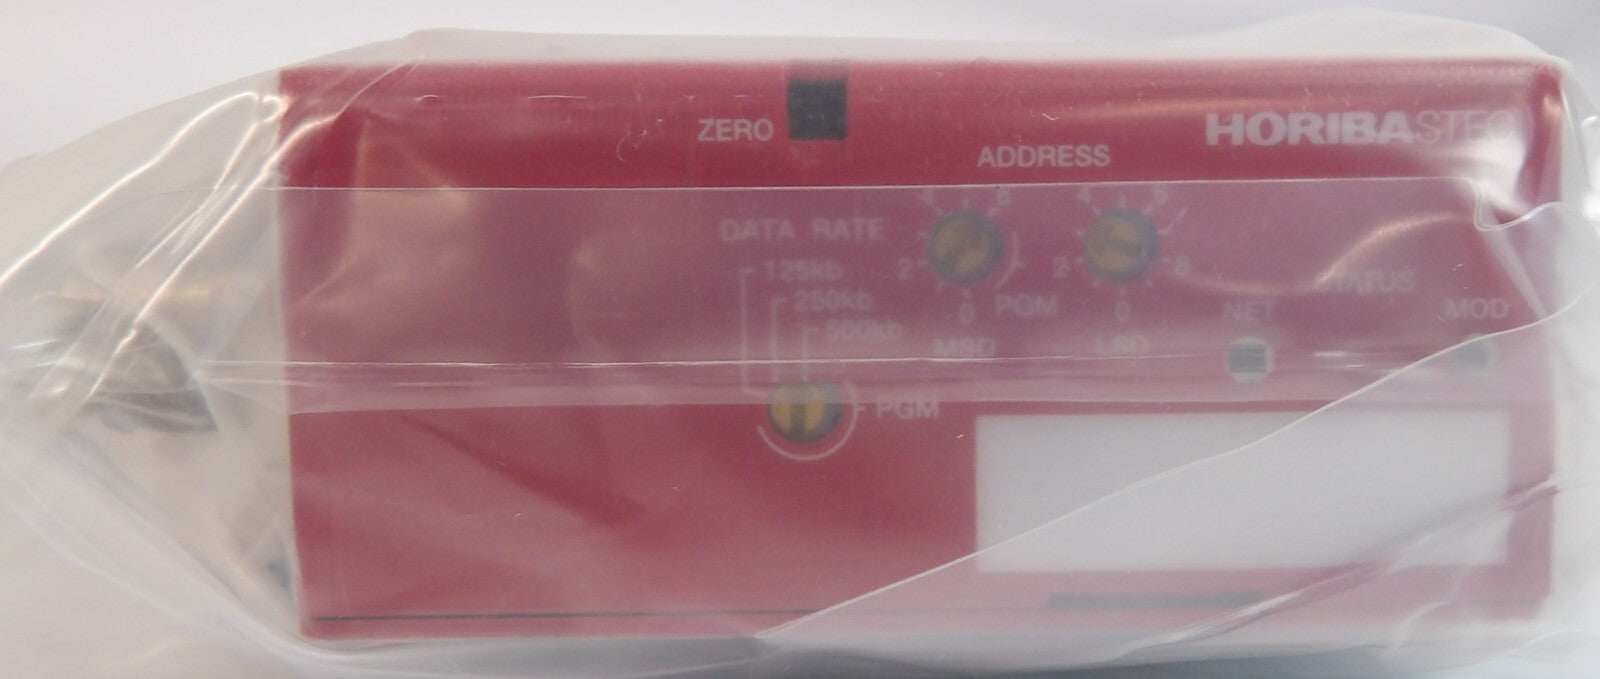 HORIBASTEC
ZERO
ADDRESS
DATA RATE
4 6
4 6
125kb
2
2 8
STATUS
250kb
0 PGM
0
NET
MOD
500kb
MSD
LSD
PGM